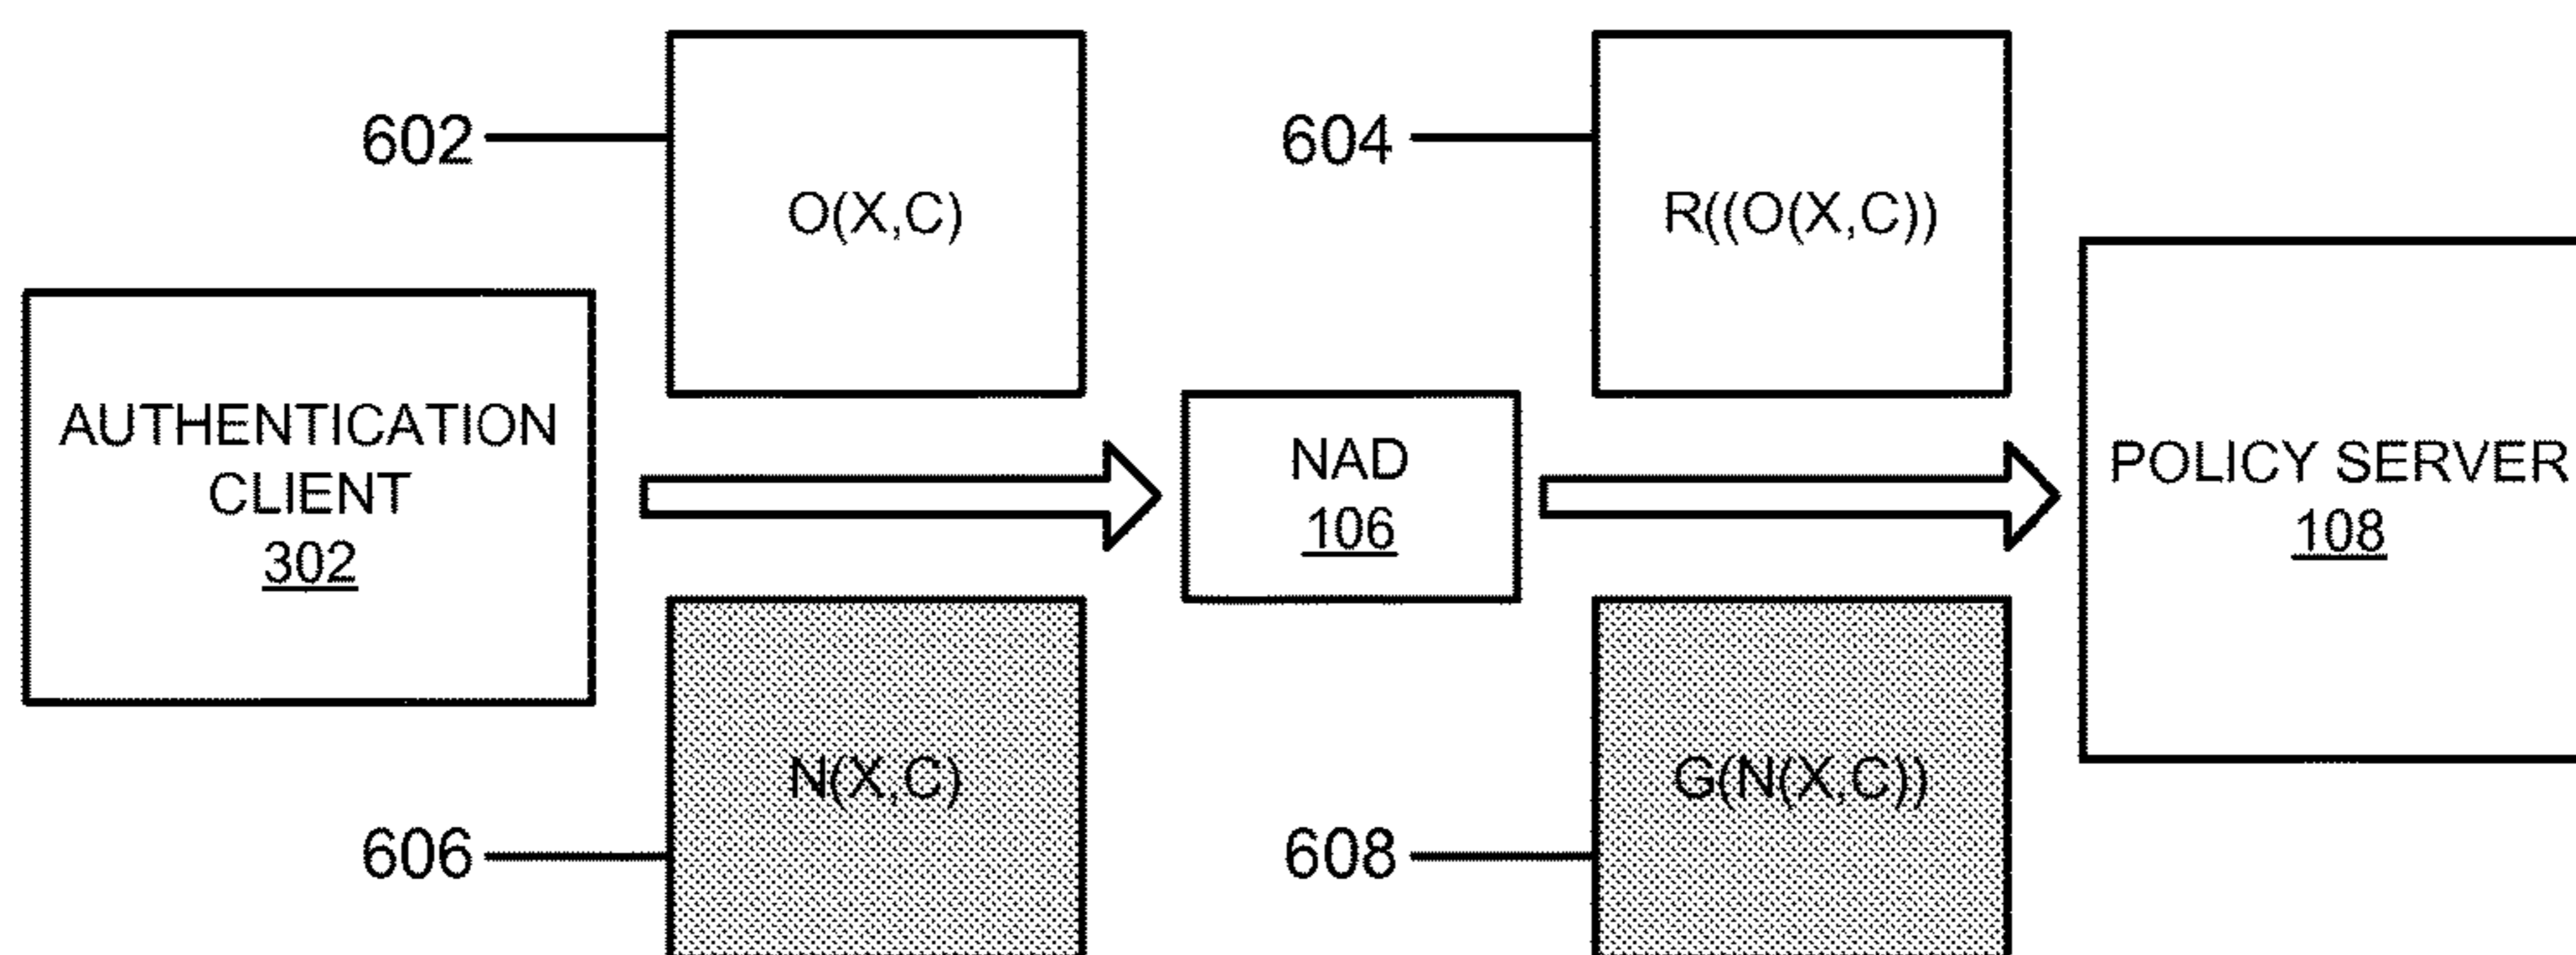 602
O(X,C)
604
R((O(X,C))
AUTHENTICATION
CLIENT
302
NAD
106
POLICY SERVER
108
606
N(X,C)
608
G(N(X,C))